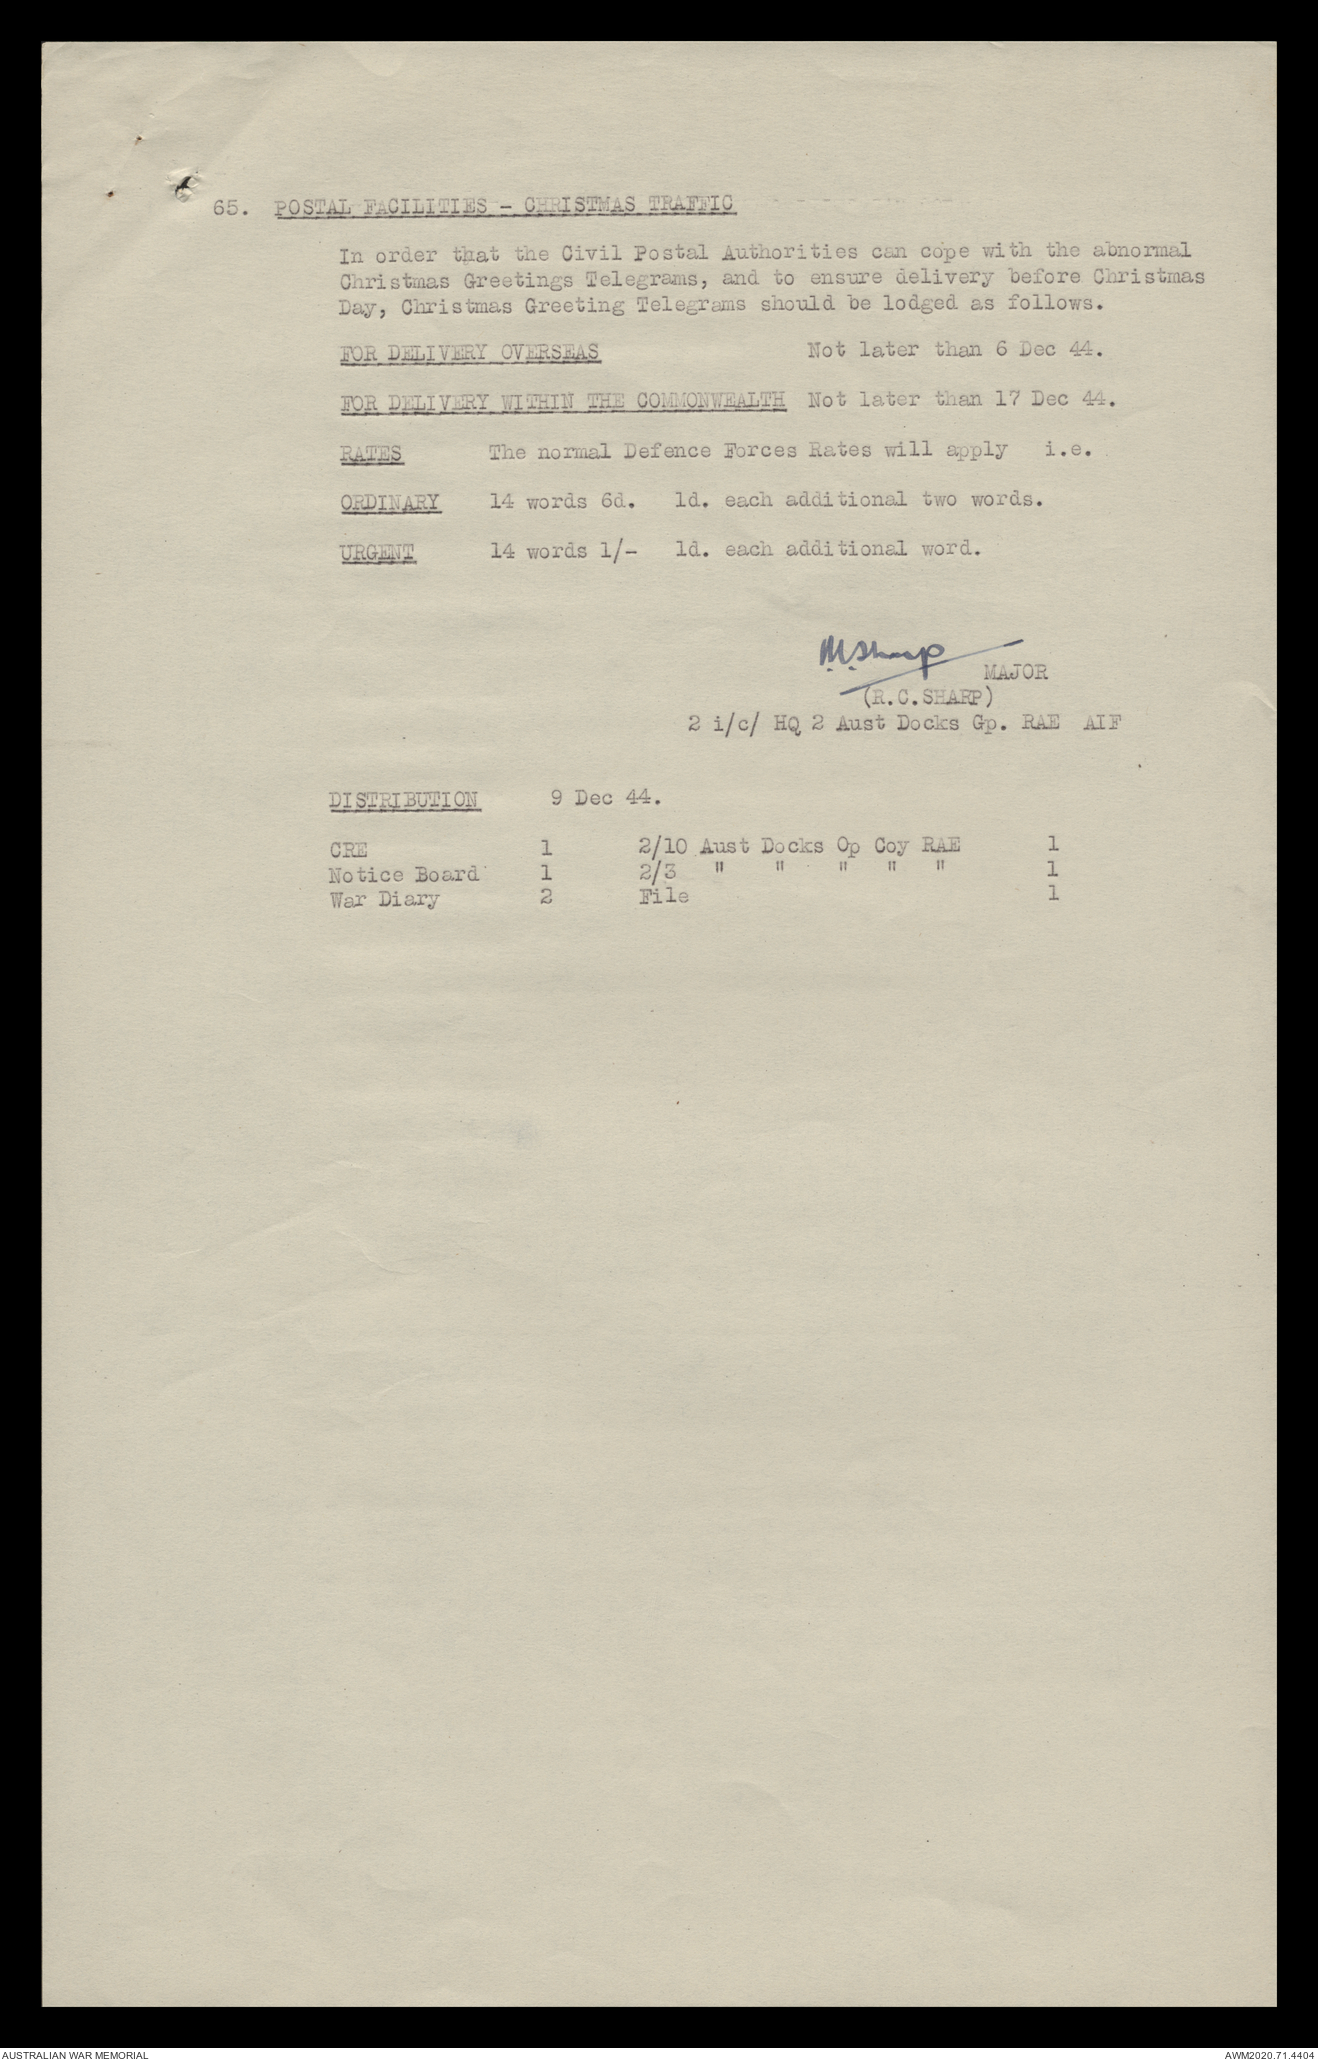 65. POSTAL FACILITIES - CHRISTMAS TRAFFIC
In order that the Civil Postal Authorities can cope with the abnormal
Christmas Greetings Telegrams, and to ensure delivery before Christmas
Day, Christmas Greeting Telegrams should be lodged as follows.
FOR DELIVERY OVERSEAS Not later than 6 Dec 44.
FOR DELIVERY WITHIN THE COMMONWEALTH Not later than 17 Dec 44.
RATES The normal Defence Forces Rates will apply i.e.
ORDINARY 14 words 6d. 1d. each additional two words.
URGENT 14 words 1/- 1d. each additional word.
Sharp
MAJOR
(R.C.SHARP)
2 i/c/ HQ 2 Aust Docks Gp. RAE AIF
DISTRIBUTION 9 Dec 44.
CRE 1 2/10 Aust Docks Op Coy RAE 1
Notice Board 1 2/3 " " " " " 1
War Diary 2 File 1
AUSTRALIAN WAR MEMORIAL AWM2020.71.4404